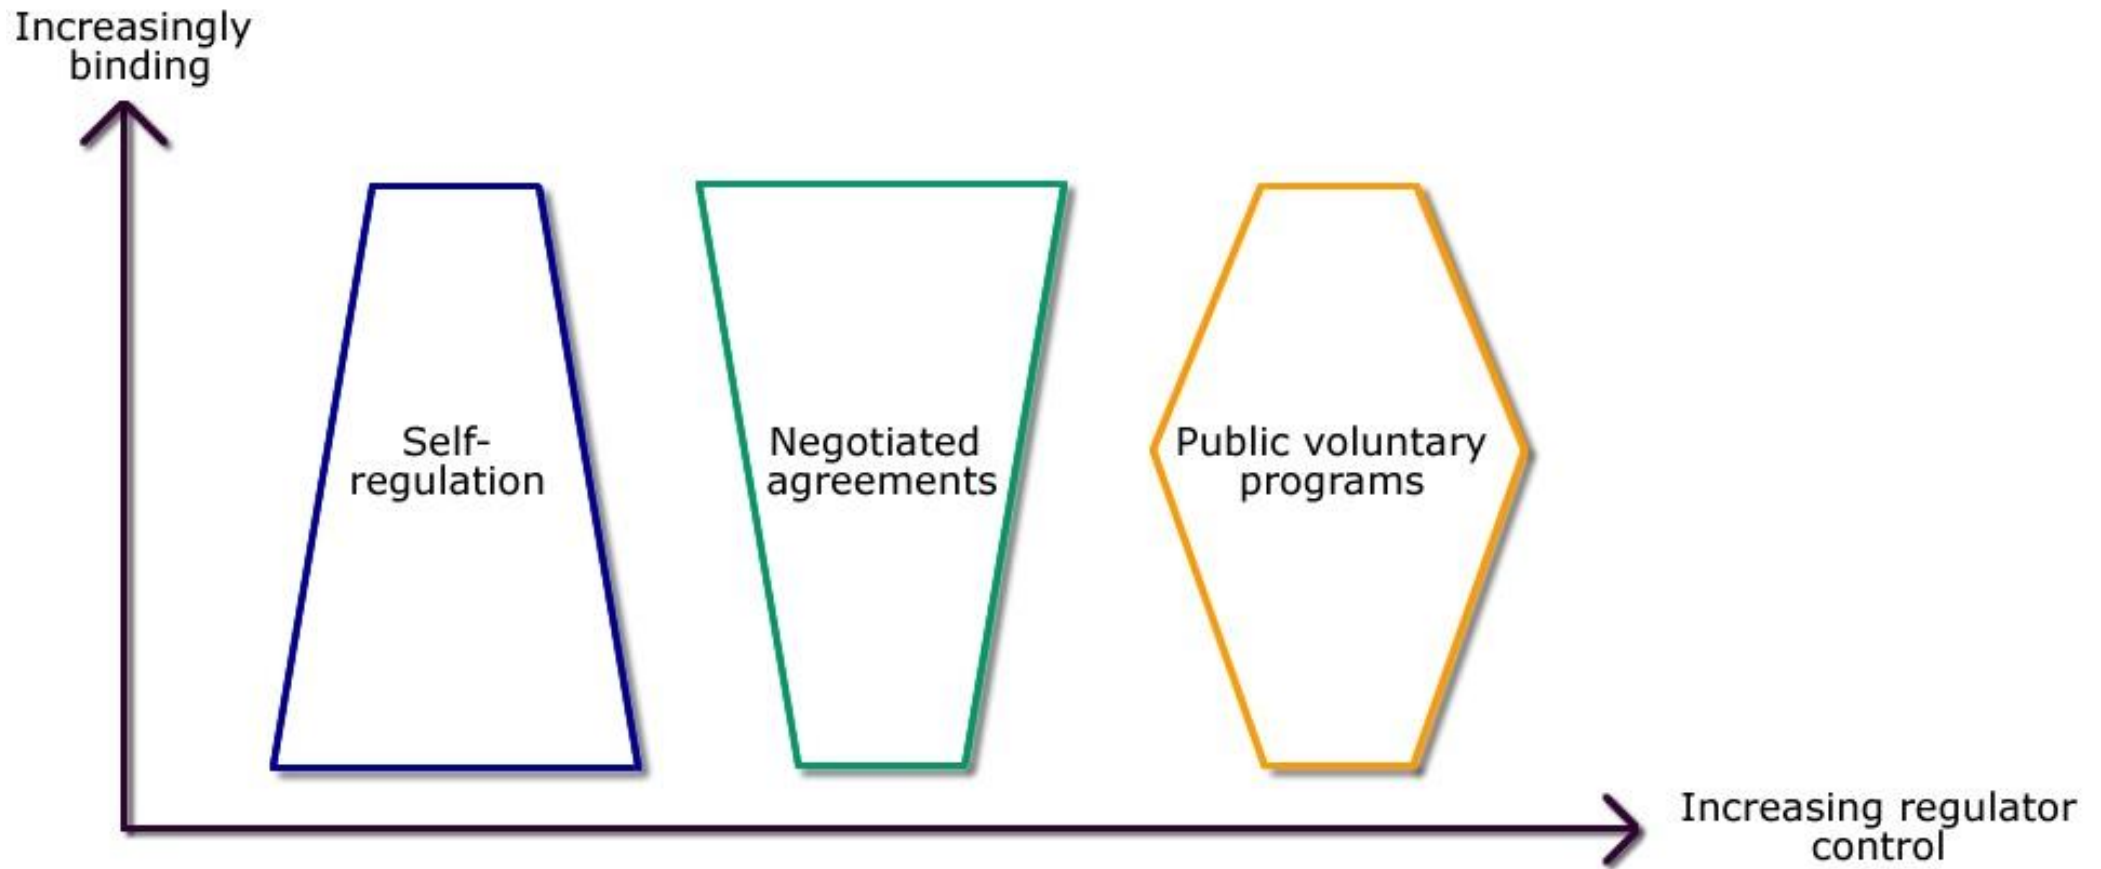 Increasingly
binding
Self-
regulation
Negotiated
agreements
Public voluntary
programs
Increasing regulator
control